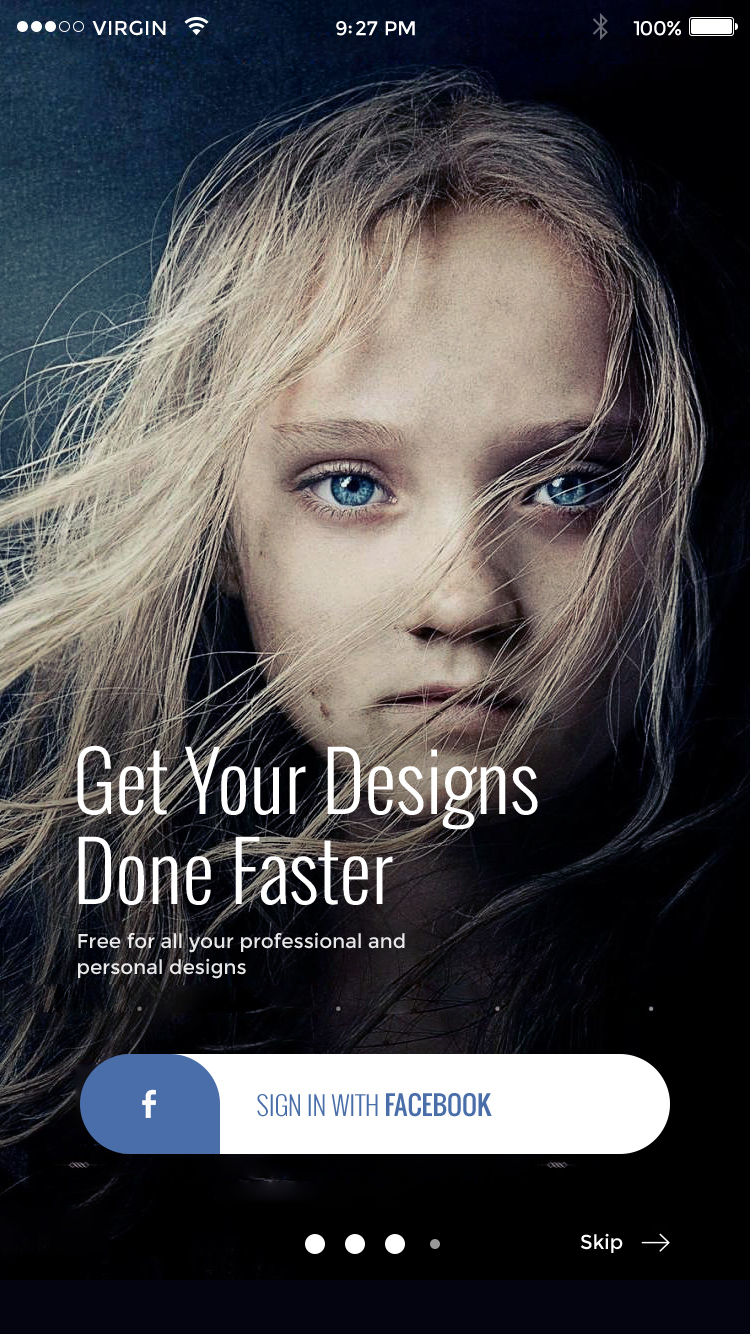 VIRGIN 9:27 PM 100%
Get Your Designs
Done Faster
Free for all your professional and
personal designs
f SIGN IN WITH FACEBOOK
Skip